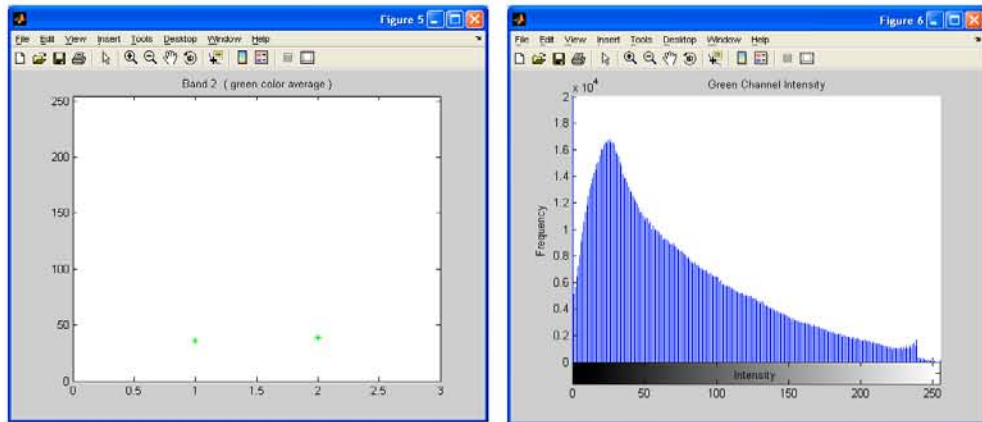 Figure 5
File Edit View Insert Tools Desktop Window Help
Band 2 ( green color average )
250
200
150
100
50
0
0 0.5 1 1.5 2 2.5 3
Figure 6
File Edit View Insert Tools Desktop Window Help
x 10^4
Green Channel Intensity
2
1.8
1.6
1.4
1.2
1
0.8
0.6
0.4
0.2
0
Frequency
Intensity
0 50 100 150 200 250